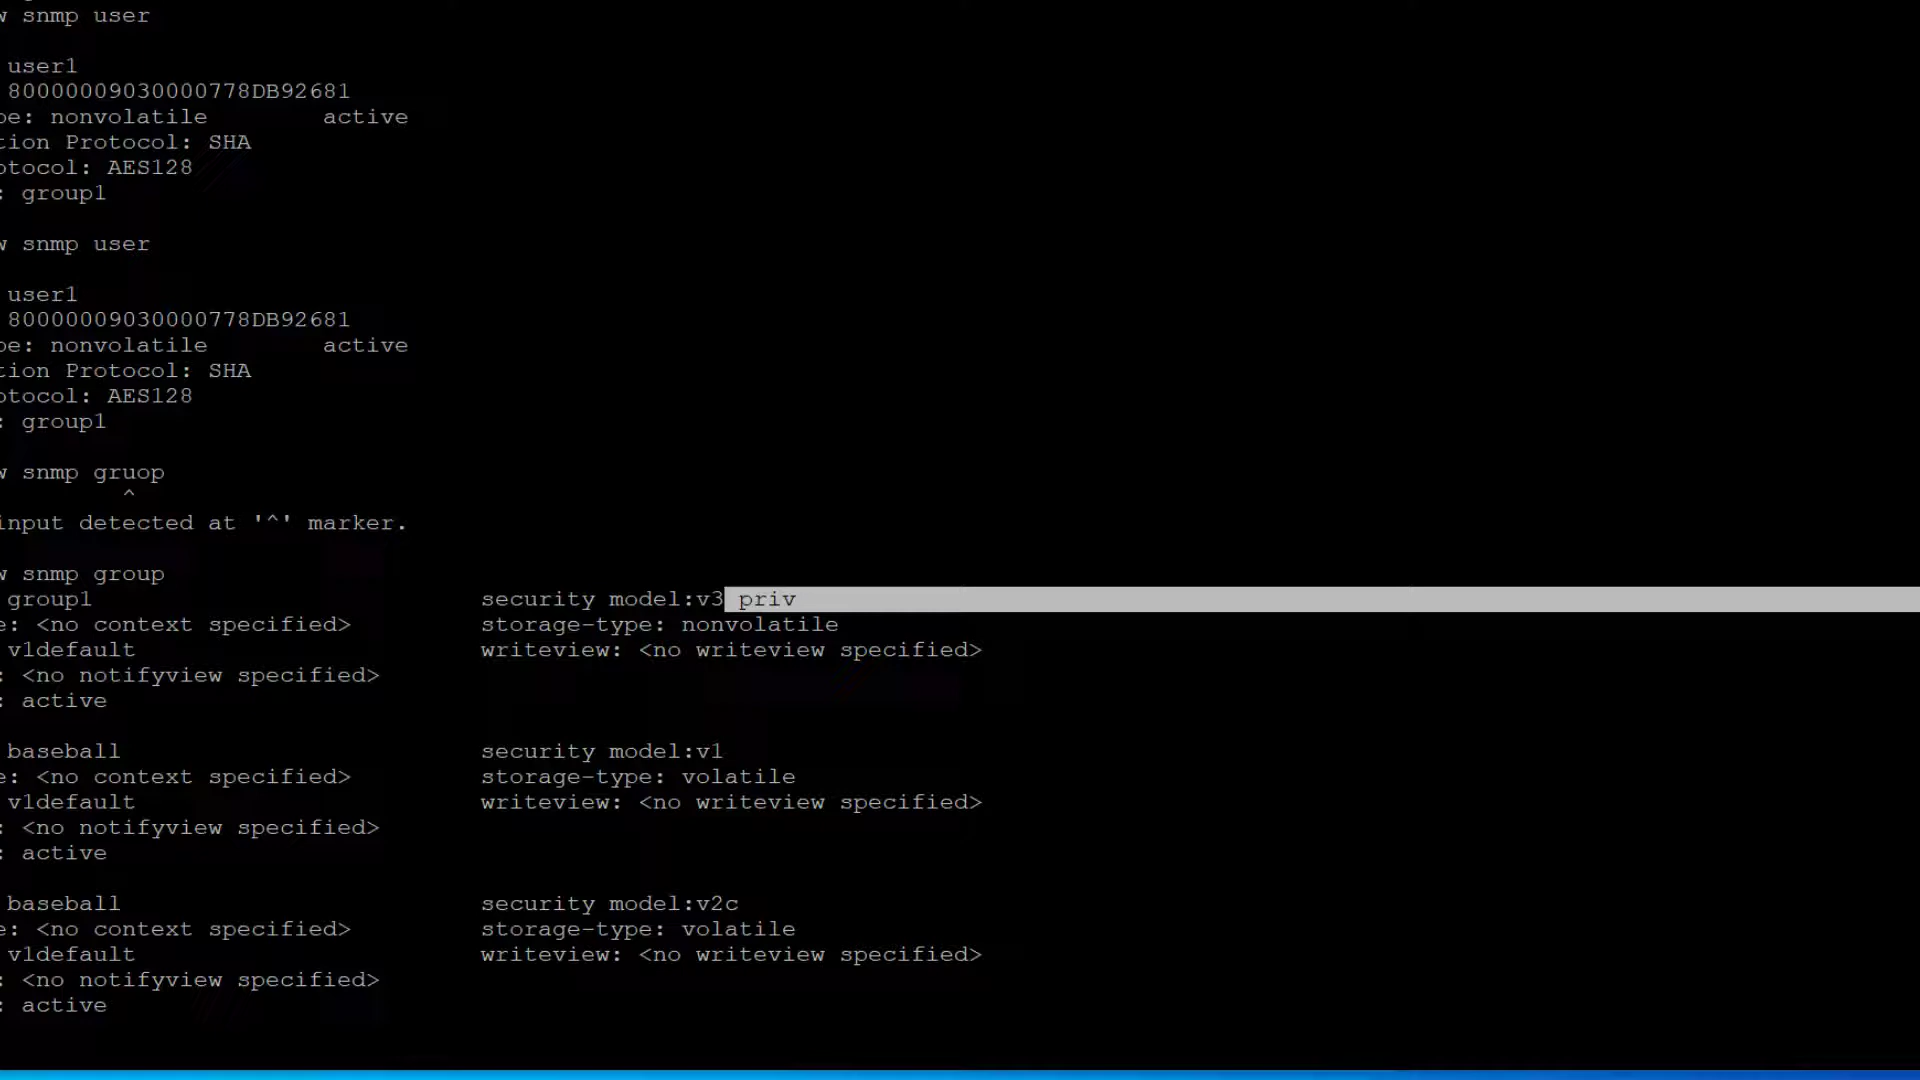 w snmp user
user1
80000009030000778DB92681
pe: nonvolatile active
tion Protocol: SHA
otocol: AES128
: group1
w snmp user
user1
80000009030000778DB92681
pe: nonvolatile active
tion Protocol: SHA
otocol: AES128
: group1
w snmp gruop
^
input detected at '^' marker.
w snmp group
group1 security model:v3 priv
e: <no context specified> storage-type: nonvolatile
v1default writeview: <no writeview specified>
: <no notifyview specified>
: active
baseball security model:v1
e: <no context specified> storage-type: volatile
v1default writeview: <no writeview specified>
: <no notifyview specified>
: active
baseball security model:v2c
e: <no context specified> storage-type: volatile
v1default writeview: <no writeview specified>
: <no notifyview specified>
: active